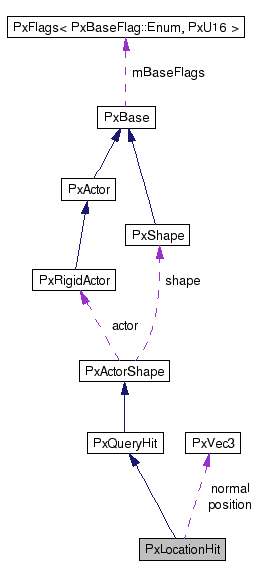 PxFlags< PxBaseFlag::Enum, PxU16 >
mBaseFlags
PxBase
PxActor
PxShape
PxRigidActor
shape
actor
PxActorShape
PxQueryHit
PxVec3
normal
position
PxLocationHit